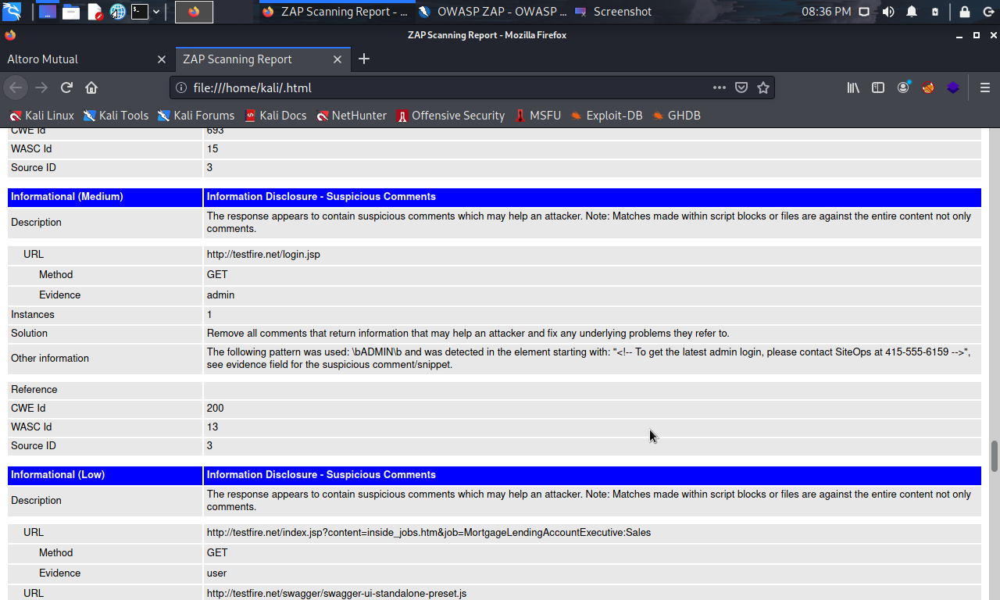 ZAP Scanning Report - ... OWASP ZAP - OWASP ... Screenshot 08:36 PM
ZAP Scanning Report - Mozilla Firefox
Altoro Mutual ZAP Scanning Report
file:///home/kali/.html
Kali Linux Kali Tools Kali Forums Kali Docs NetHunter Offensive Security MSFU Exploit-DB GHDB
CWE Id 693
WASC Id 15
Source ID 3
Informational (Medium) Information Disclosure - Suspicious Comments
Description The response appears to contain suspicious comments which may help an attacker. Note: Matches made within script blocks or files are against the entire content not only
comments.
URL http://testfire.net/login.jsp
Method GET
Evidence admin
Instances 1
Solution Remove all comments that return information that may help an attacker and fix any underlying problems they refer to.
Other information The following pattern was used: \bADMIN\b and was detected in the element starting with: "<!-- To get the latest admin login, please contact SiteOps at 415-555-6159 -->",
see evidence field for the suspicious comment/snippet.
Reference
CWE Id 200
WASC Id 13
Source ID 3
Informational (Low) Information Disclosure - Suspicious Comments
Description The response appears to contain suspicious comments which may help an attacker. Note: Matches made within script blocks or files are against the entire content not only
comments.
URL http://testfire.net/index.jsp?content=inside_jobs.htm&job=MortgageLendingAccountExecutive:Sales
Method GET
Evidence user
URL http://testfire.net/swagger/swagger-ui-standalone-preset.js